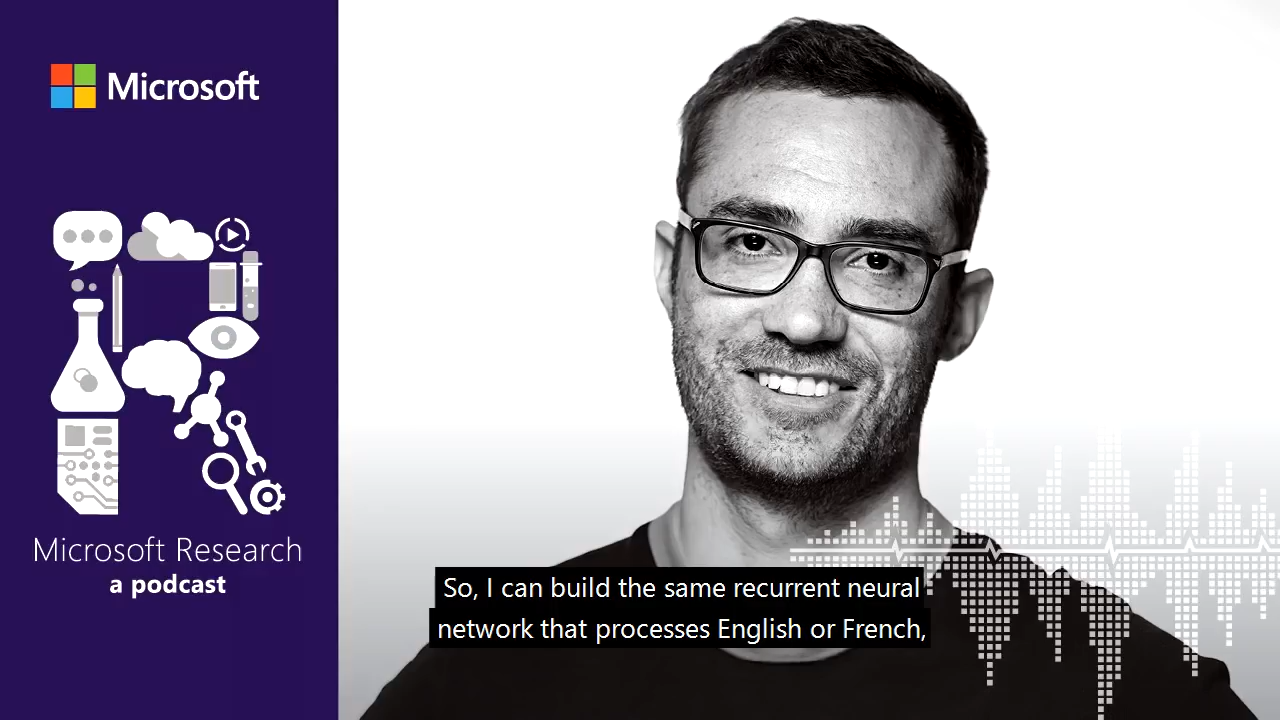 Microsoft
Microsoft Research
a podcast
So, I can build the same recurrent neural
network that processes English or French,